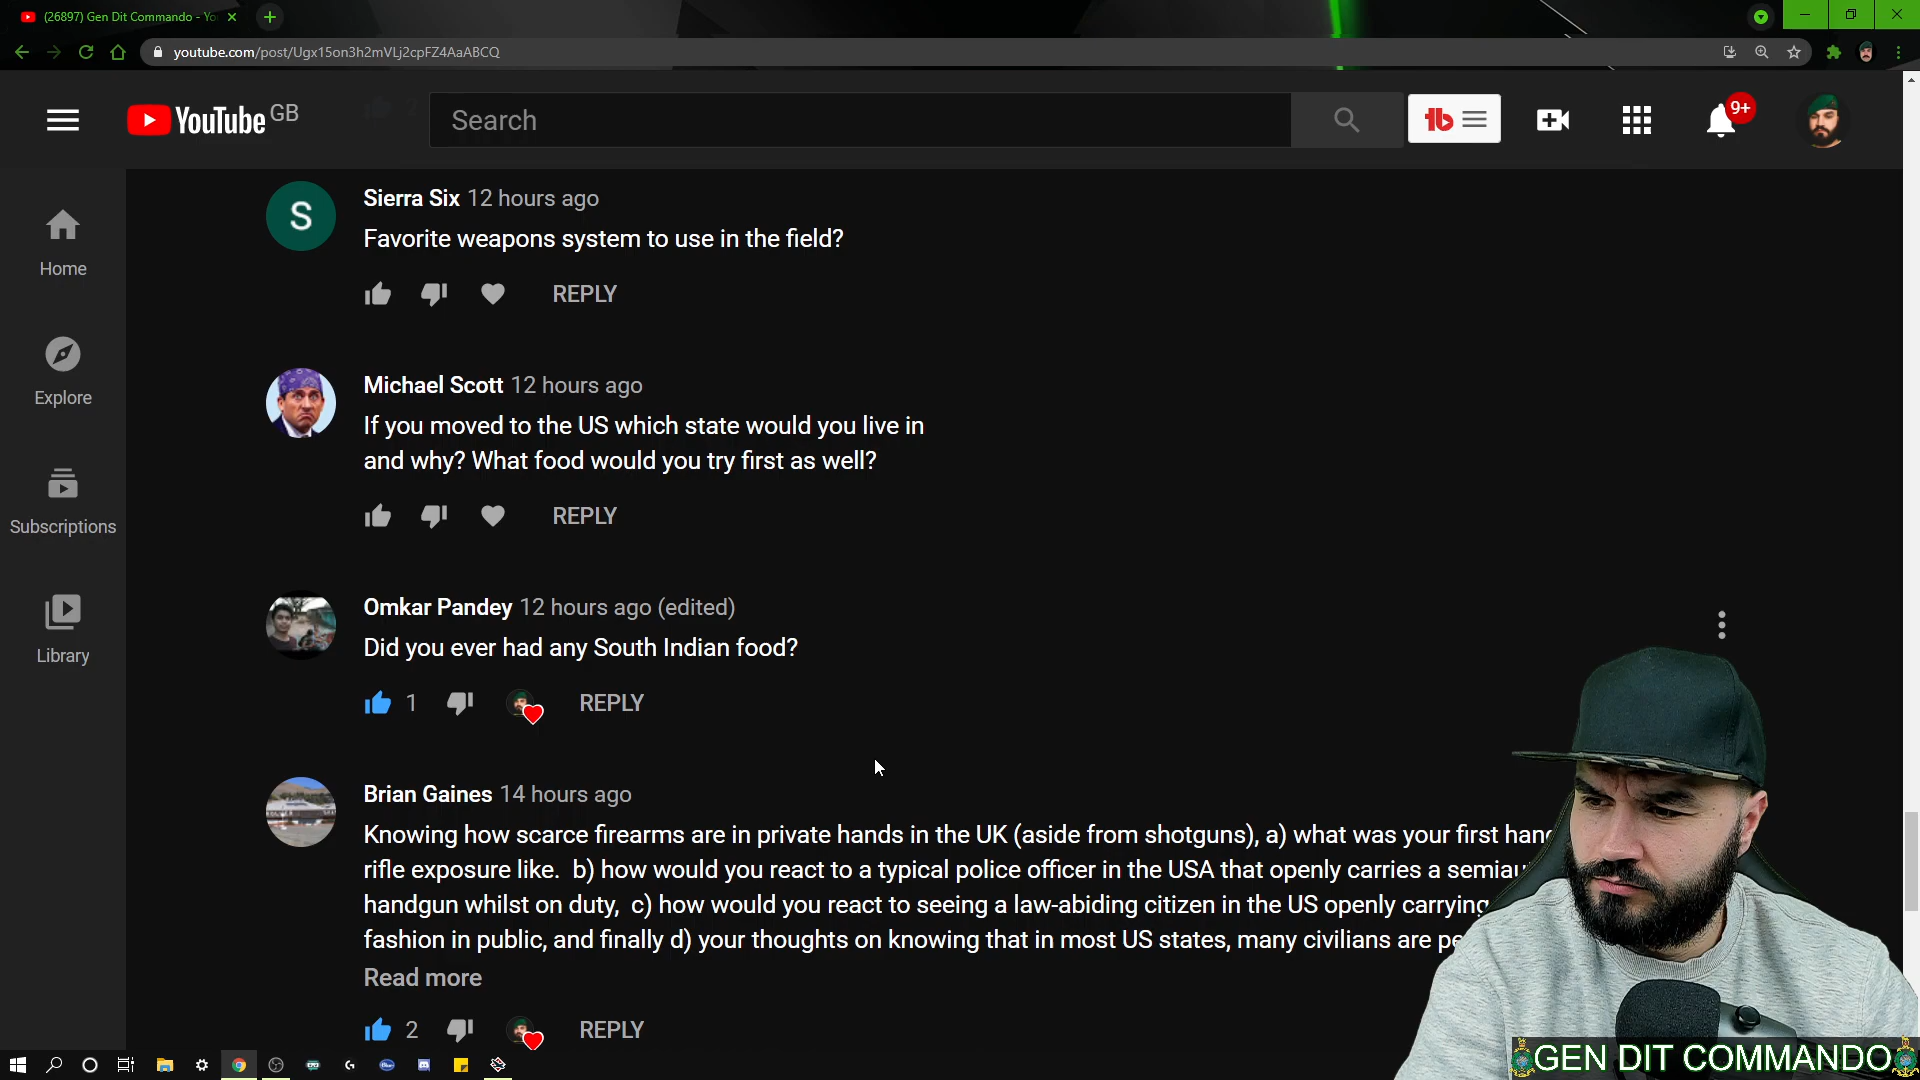 (26897) Gen Dit Commando - Yo
youtube.com/post/Ugx15on3h2mVLj2cpFZ4AaABCQ
YouTube GB
Search
9+
Home
Explore
Subscriptions
Library
S
Sierra Six 12 hours ago
Favorite weapons system to use in the field?
REPLY
Michael Scott 12 hours ago
If you moved to the US which state would you live in
and why? What food would you try first as well?
REPLY
Omkar Pandey 12 hours ago (edited)
Did you ever had any South Indian food?
1 REPLY
Brian Gaines 14 hours ago
Knowing how scarce firearms are in private hands in the UK (aside from shotguns), a) what was your first
rifle exposure like. b) how would you react to a typical police officer in the USA that openly carries a
handgun whilst on duty, c) how would you react to seeing a law-abiding citizen in the US openly carrying
fashion in public, and finally d) your thoughts on knowing that in most US states, many civilians are
Read more
2 REPLY
GEN DIT COMMANDO